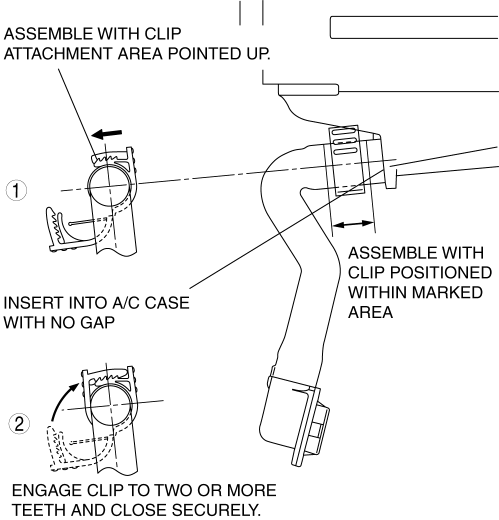 ASSEMBLE WITH CLIP
ATTACHMENT AREA POINTED UP.
1
ASSEMBLE WITH
CLIP POSITIONED
WITHIN MARKED
AREA
INSERT INTO A/C CASE
WITH NO GAP
2
ENGAGE CLIP TO TWO OR MORE
TEETH AND CLOSE SECURELY.